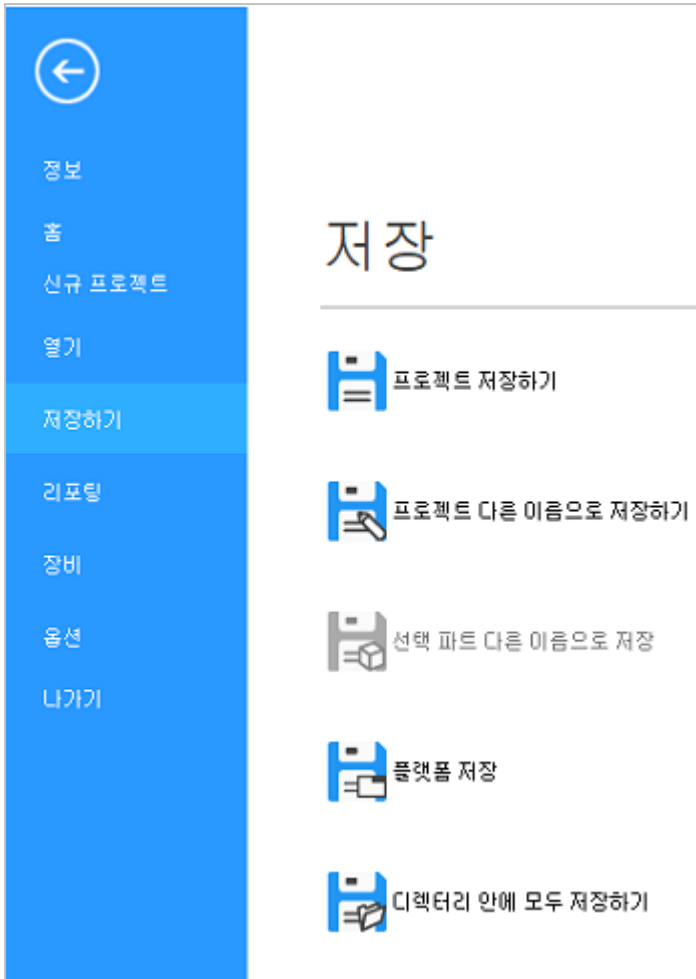 정보
홈
신규 프로젝트
열기
저장하기
리포팅
장비
옵션
나가기
저장
프로젝트 저장하기
프로젝트 다른 이음으로 저장하기
선택 파트 다른 이음으로 저장
플랫폼 저장
디렉터리 안에 모두 저장하기